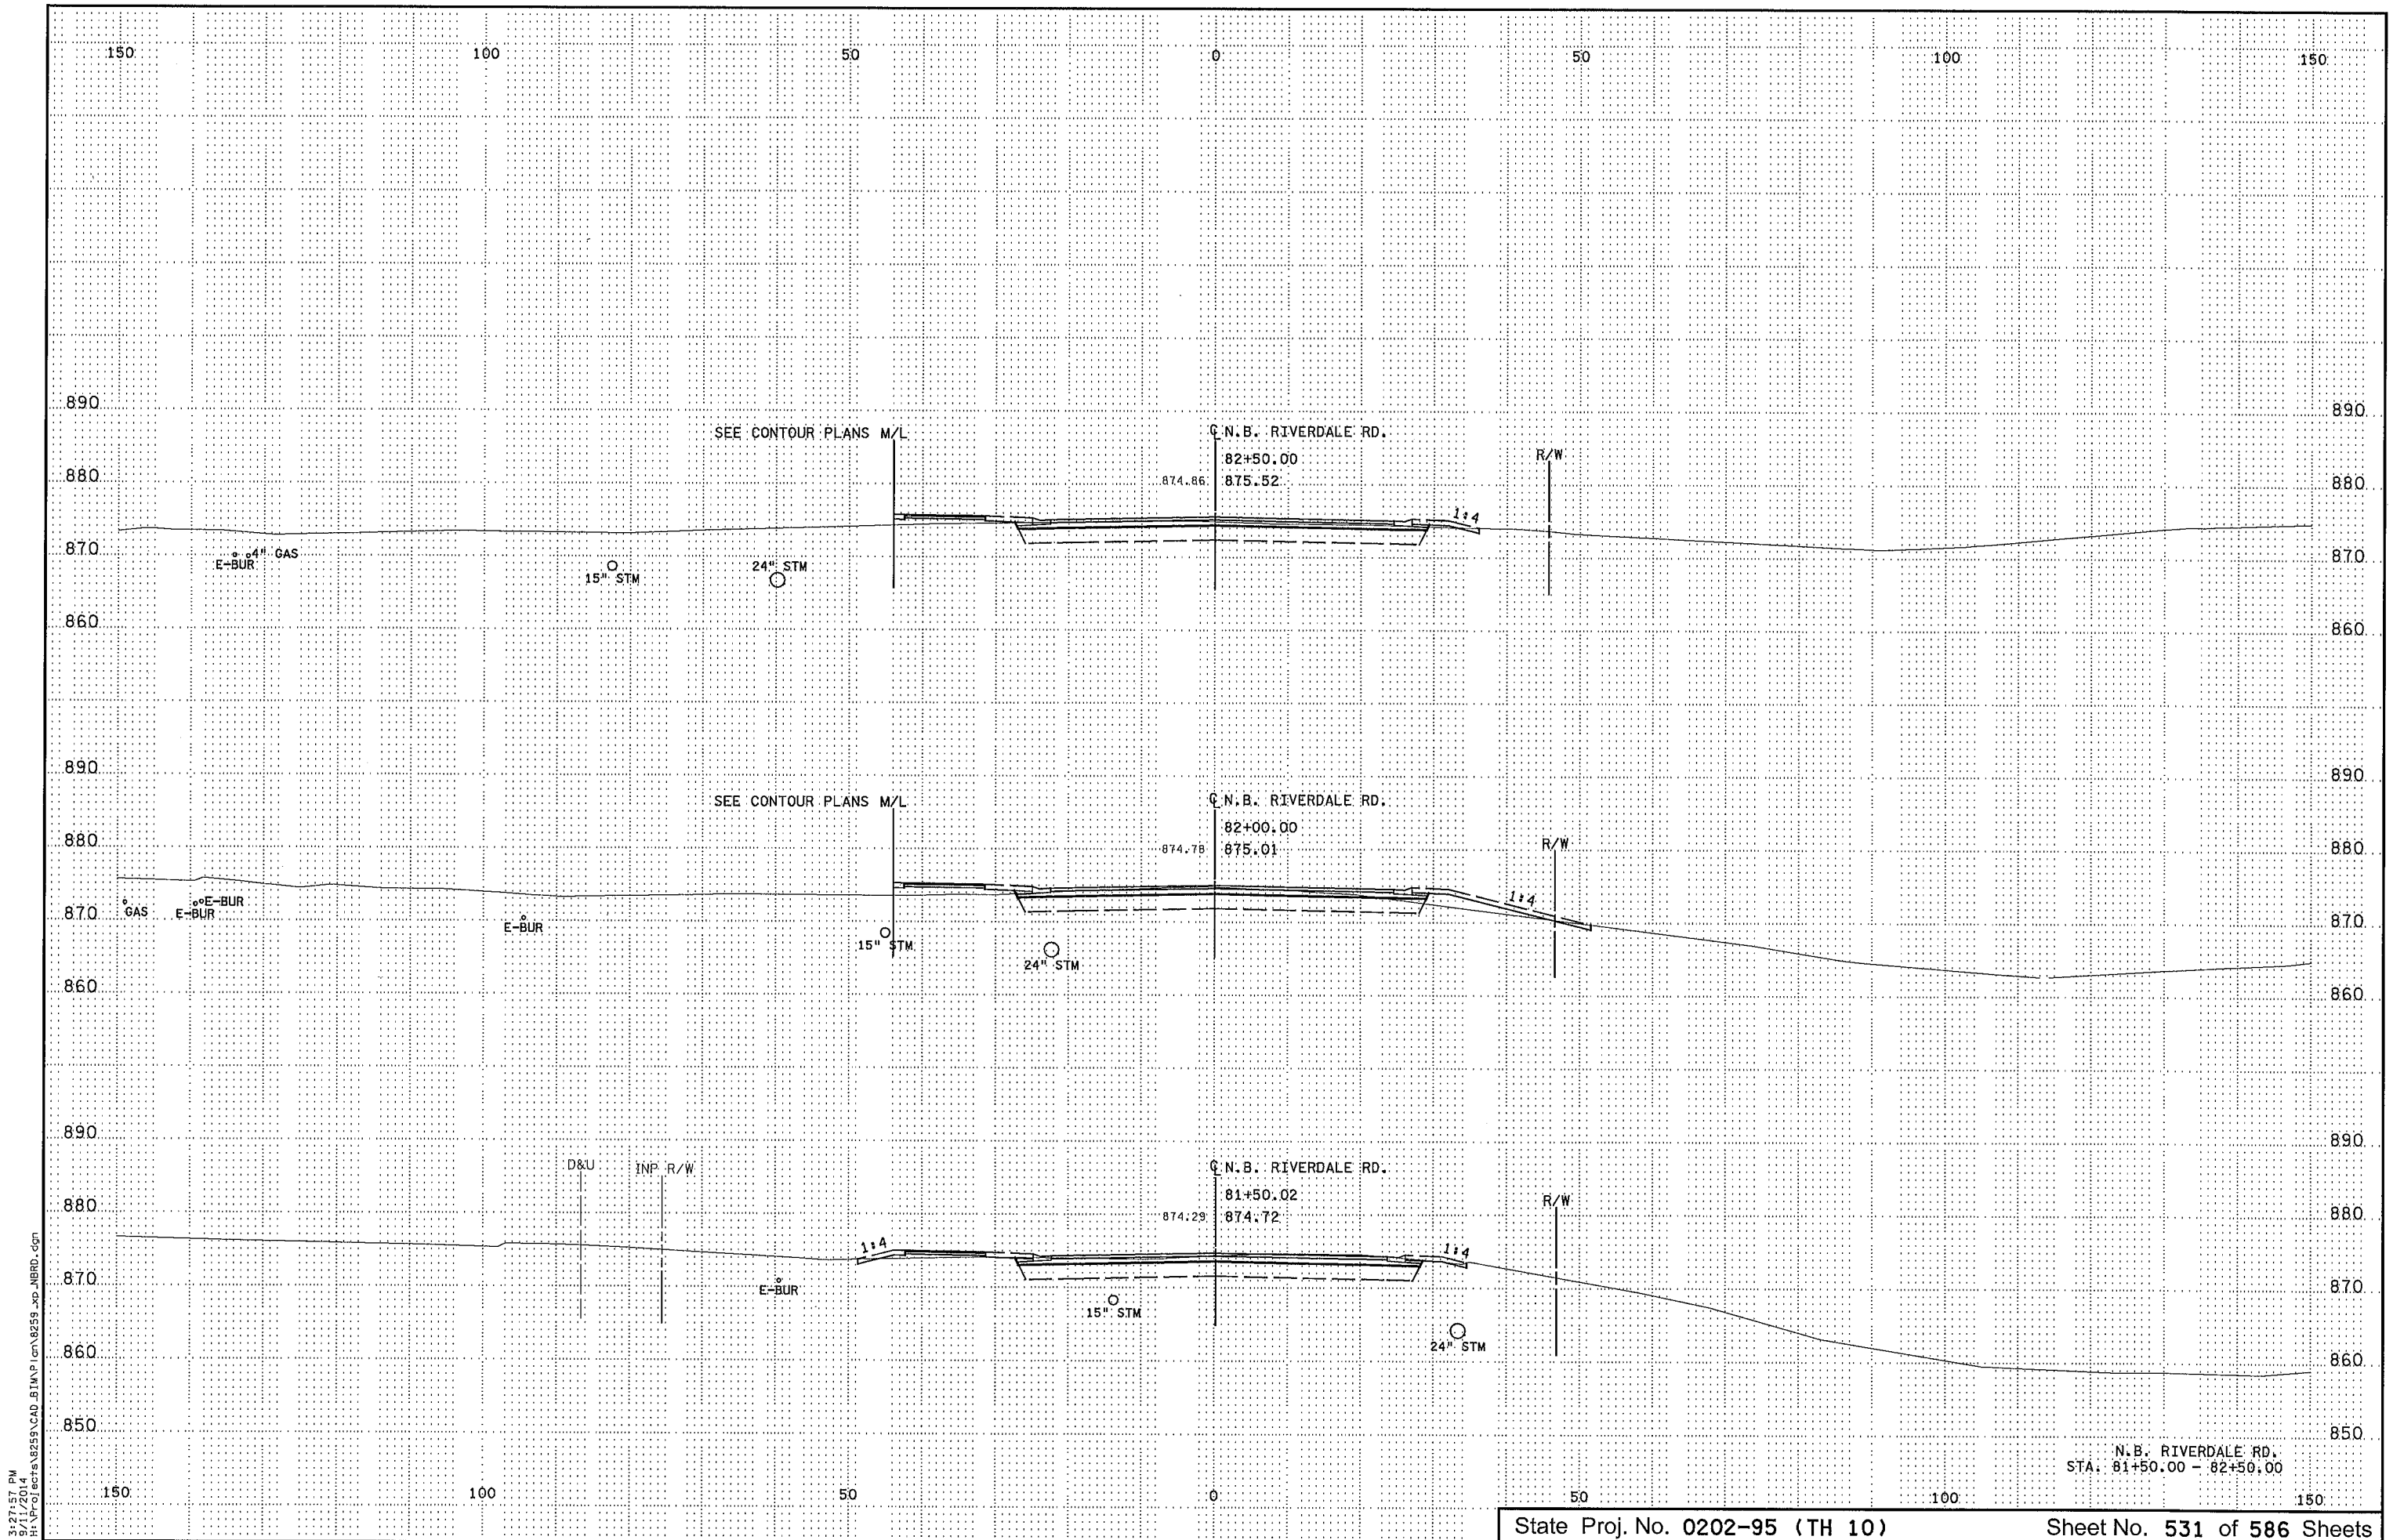 150 100 50 0 50 100 150
890 890
SEE CONTOUR PLANS M/L
℄ N.B. RIVERDALE RD.
82+50.00
R/W
880 874.86 875.52 880
1:4
870 870
4" GAS
E-BUR
15" STM
24" STM
860 860
890 890
SEE CONTOUR PLANS M/L
℄ N.B. RIVERDALE RD.
82+00.00
R/W
880 874.78 875.01 880
1:4
870 870
GAS
E-BUR
E-BUR
E-BUR
15" STM
24" STM
860 860
890 890
D&U
INP R/W
℄ N.B. RIVERDALE RD.
81+50.02
R/W
880 874.29 874.72 880
1:4
1:4
870 870
E-BUR
15" STM
24" STM
860 860
850 850
N.B. RIVERDALE RD.
STA. 81+50.00 - 82+50.00
150 100 50 0 50 100 150
State Proj. No. 0202-95 (TH 10) Sheet No. 531 of 586 Sheets
3:27:57 PM
9/11/2014
H:\Projects\8259\CAD_BIM\Plan\8259_xp_NBRD.dgn